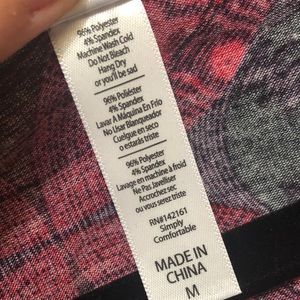 96% Polyester
4% Spandex
Machine Wash Cold
Do Not Bleach
Hang Dry
or you'll be sad
96% Poliéster
4% Spandex
Lavar A Máquina En Frio
No Usar Blanqueador
Cuelgue en seco
o estarás triste
96% Polyester
4% Spandex
Lavage en machine à froid
Ne Pas Javelliser
Accrochez sec
ou vous serez triste
RN#142161
Simply
Comfortable
MADE IN
CHINA
M